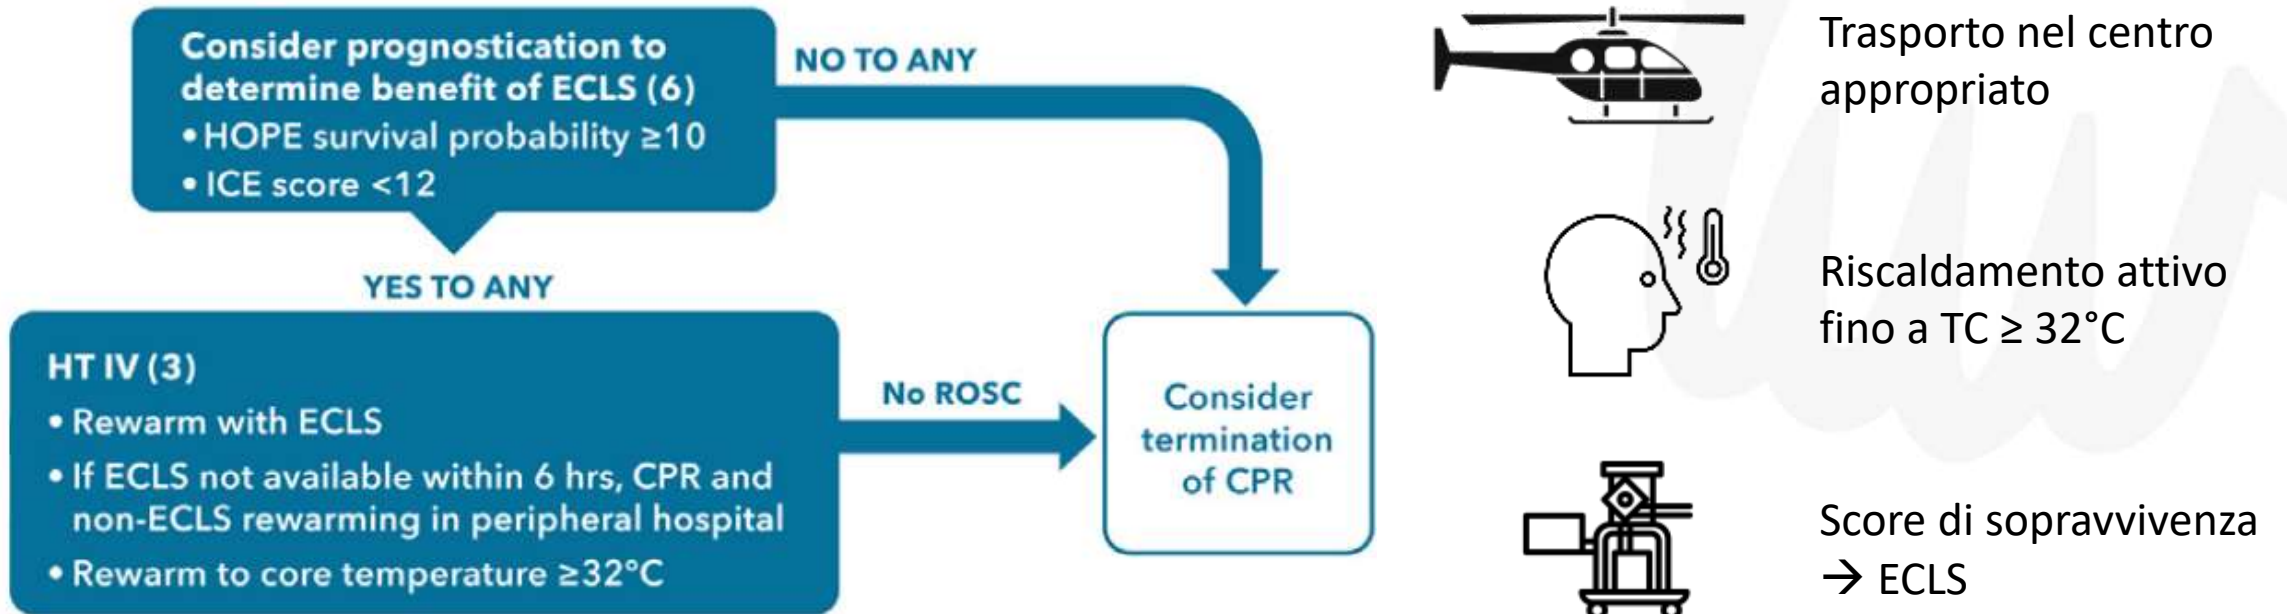 Consider prognostication to
determine benefit of ECLS (6)
• HOPE survival probability ≥10
• ICE score <12
NO TO ANY
YES TO ANY
HT IV (3)
• Rewarm with ECLS
• If ECLS not available within 6 hrs, CPR and
non-ECLS rewarming in peripheral hospital
• Rewarm to core temperature ≥32°C
No ROSC
Consider
termination
of CPR
Trasporto nel centro
appropriato
Riscaldamento attivo
fino a TC ≥ 32°C
Score di sopravvivenza
→ ECLS